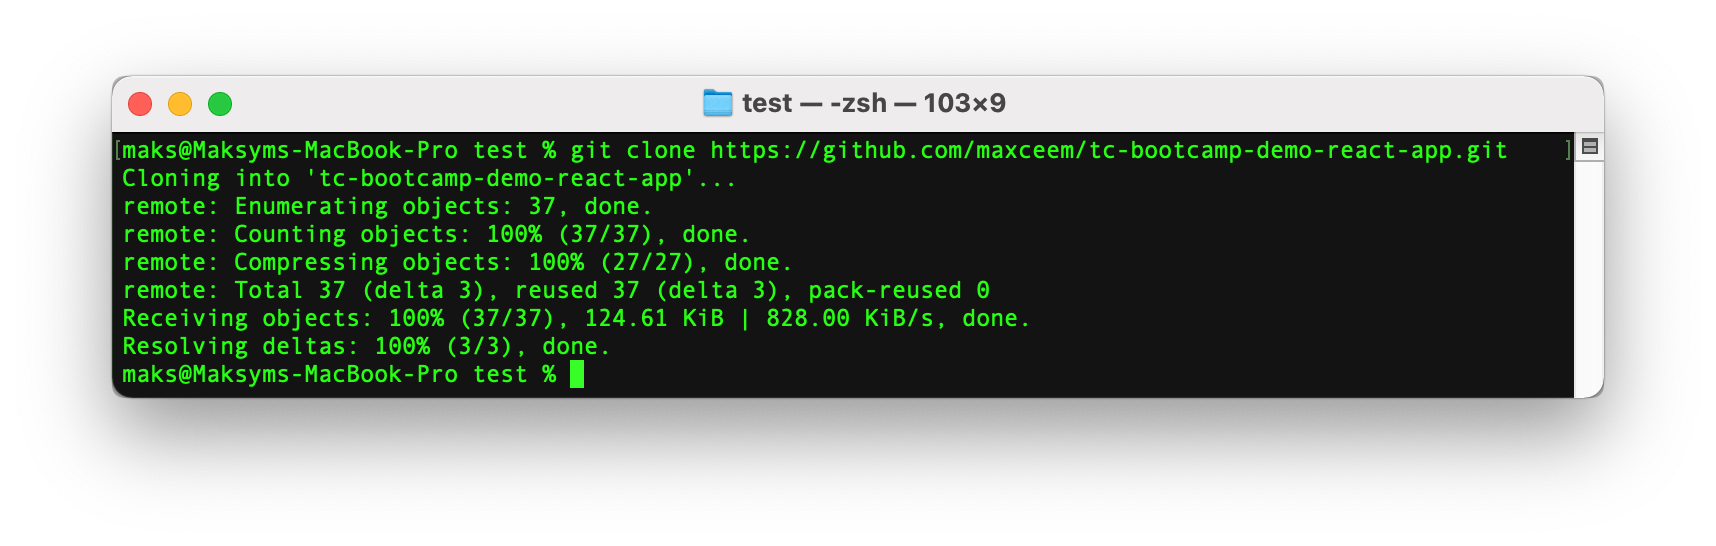 test — -zsh — 103×9
[maks@Maksyms-MacBook-Pro test % git clone https://github.com/maxceem/tc-bootcamp-demo-react-app.git ]
Cloning into 'tc-bootcamp-demo-react-app'...
remote: Enumerating objects: 37, done.
remote: Counting objects: 100% (37/37), done.
remote: Compressing objects: 100% (27/27), done.
remote: Total 37 (delta 3), reused 37 (delta 3), pack-reused 0
Receiving objects: 100% (37/37), 124.61 KiB | 828.00 KiB/s, done.
Resolving deltas: 100% (3/3), done.
maks@Maksyms-MacBook-Pro test %